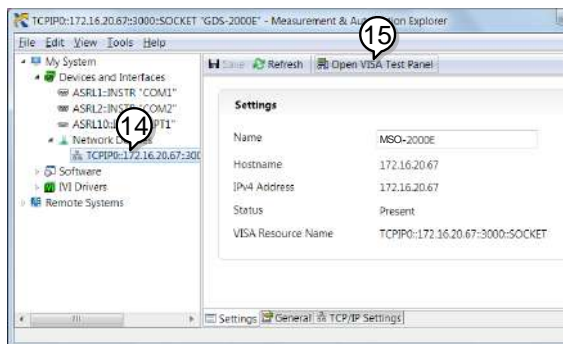 TCPIP0::172.16.20.67::3000::SOCKET "GDS-2000E" - Measurement & Automation Explorer
15
File Edit View Tools Help
My System
Save Refresh Open VISA Test Panel
Devices and Interfaces
ASRL1::INSTR "COM1"
ASRL2::INSTR "COM2"
ASRL10:: "LPT1"
14
Network Devices
TCPIP0::172.16.20.67::300
Software
IVI Drivers
Remote Systems
Settings
Name MSO-2000E
Hostname 172.16.20.67
IPv4 Address 172.16.20.67
Status Present
VISA Resource Name TCPIP0::172.16.20.67::3000::SOCKET
Settings General TCP/IP Settings